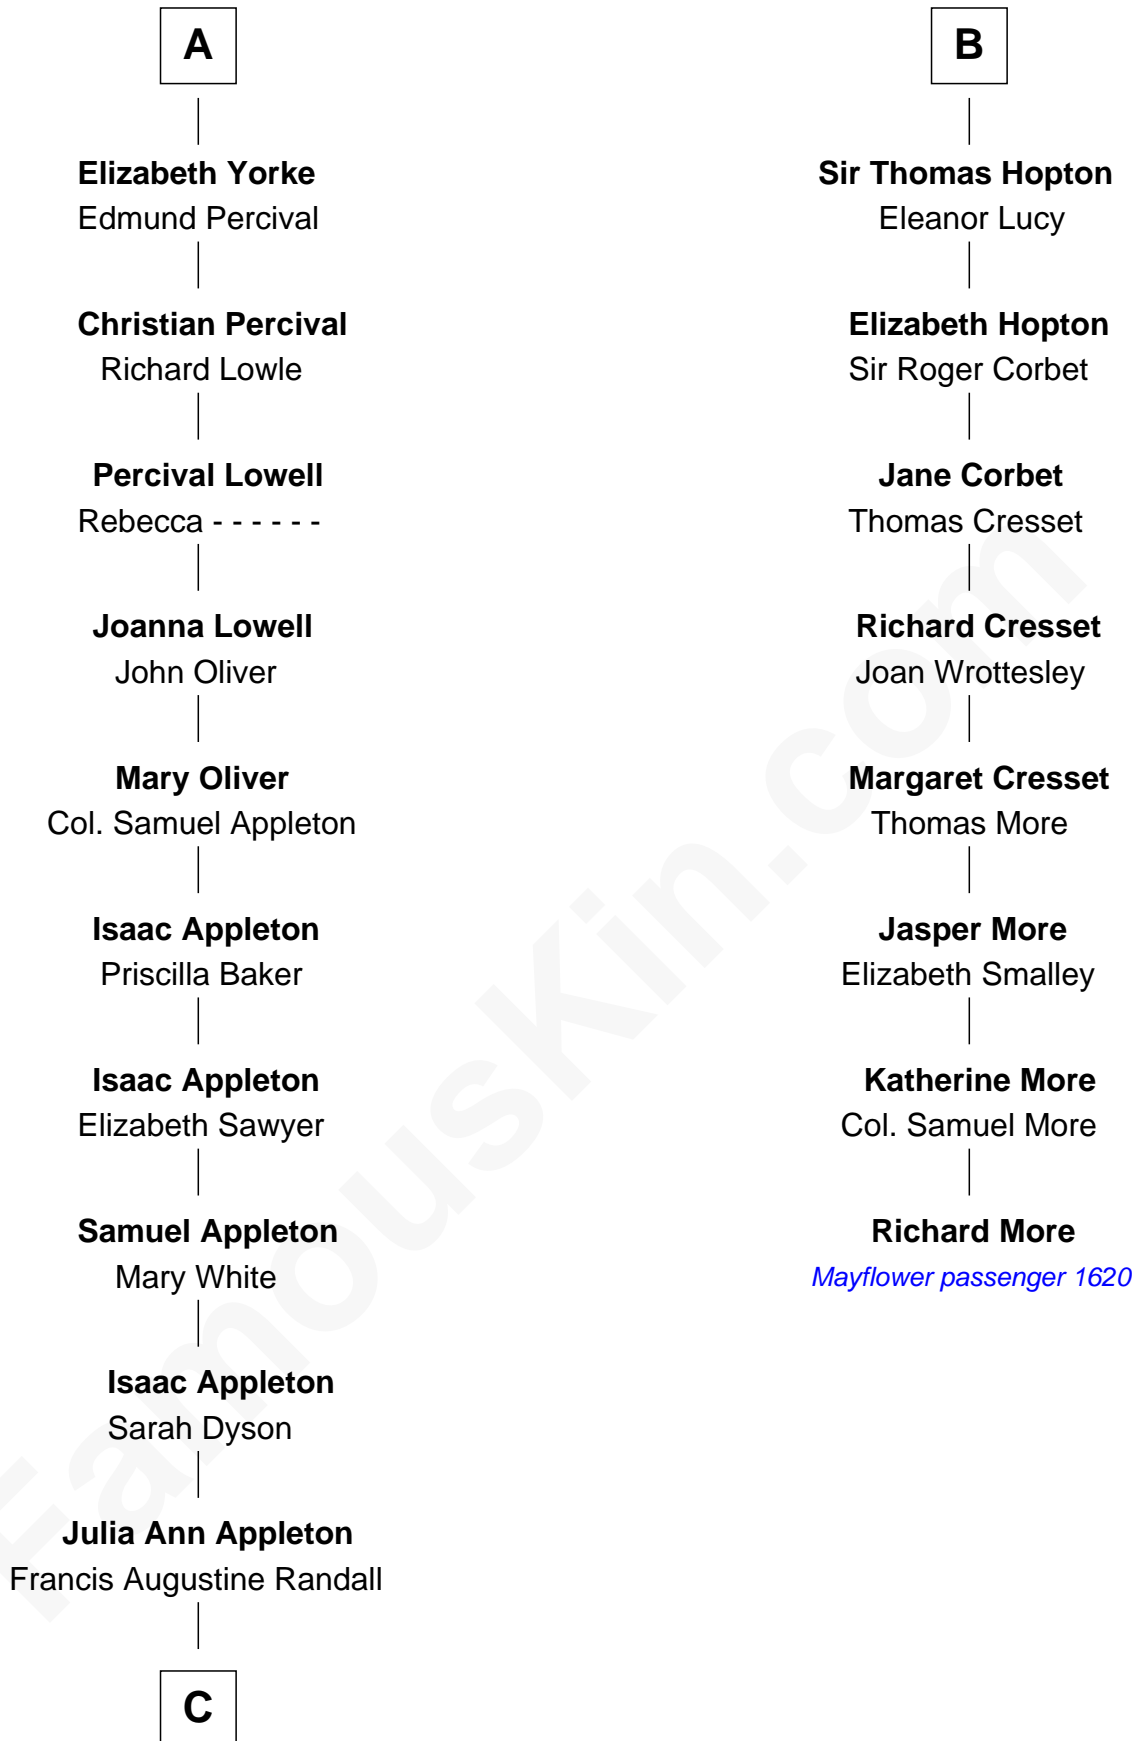 A
Elizabeth Yorke
Edmund Percival
Christian Percival
Richard Lowle
Percival Lowell
Rebecca - - - - - -
Joanna Lowell
John Oliver
Mary Oliver
Col. Samuel Appleton
Isaac Appleton
Priscilla Baker
Isaac Appleton
Elizabeth Sawyer
Samuel Appleton
Mary White
Isaac Appleton
Sarah Dyson
Julia Ann Appleton
Francis Augustine Randall
C
B
Sir Thomas Hopton
Eleanor Lucy
Elizabeth Hopton
Sir Roger Corbet
Jane Corbet
Thomas Cresset
Richard Cresset
Joan Wrottesley
Margaret Cresset
Thomas More
Jasper More
Elizabeth Smalley
Katherine More
Col. Samuel More
Richard More
Mayflower passenger 1620
FamousKin.com